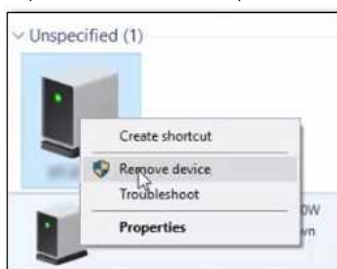 Unspecified (1)
Create shortcut
Remove device
Troubleshoot
Properties